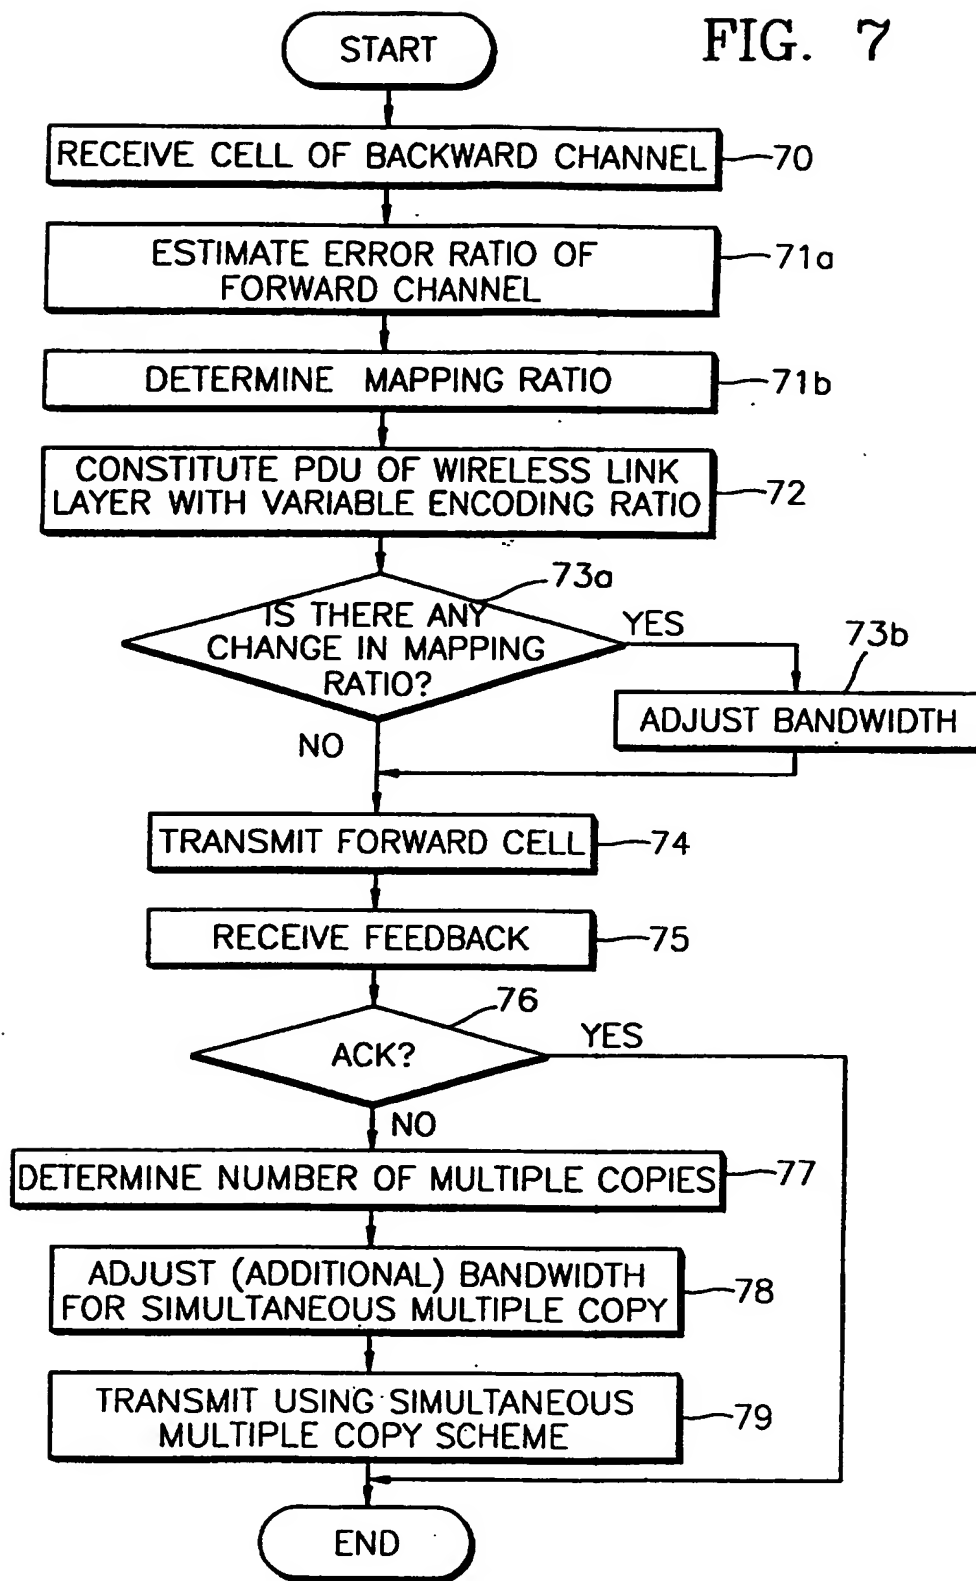 FIG. 7
START
RECEIVE CELL OF BACKWARD CHANNEL
70
ESTIMATE ERROR RATIO OF
FORWARD CHANNEL
71a
DETERMINE MAPPING RATIO
71b
CONSTITUTE PDU OF WIRELESS LINK
LAYER WITH VARIABLE ENCODING RATIO
72
73a
IS THERE ANY
CHANGE IN MAPPING
RATIO?
YES
73b
ADJUST BANDWIDTH
NO
TRANSMIT FORWARD CELL
74
RECEIVE FEEDBACK
75
76
ACK?
YES
NO
DETERMINE NUMBER OF MULTIPLE COPIES
77
ADJUST (ADDITIONAL) BANDWIDTH
FOR SIMULTANEOUS MULTIPLE COPY
78
TRANSMIT USING SIMULTANEOUS
MULTIPLE COPY SCHEME
79
END